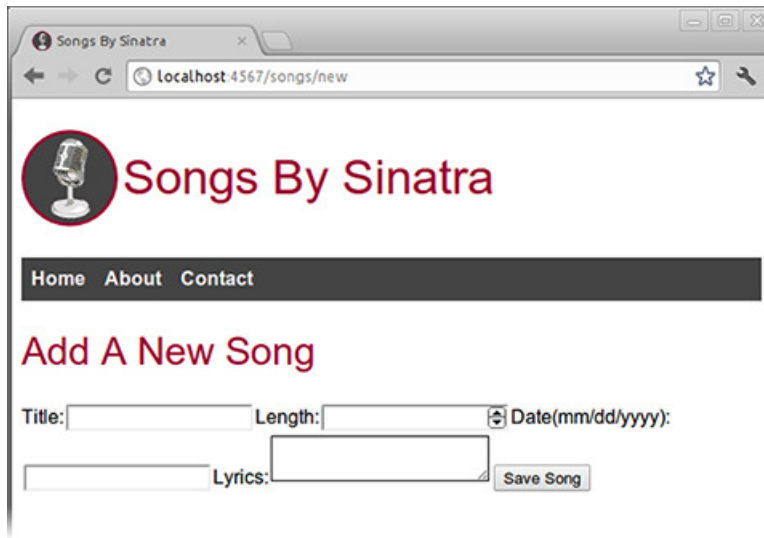 Songs By Sinatra
localhost:4567/songs/new
Songs By Sinatra
Home About Contact
Add A New Song
Title: Length: Date(mm/dd/yyyy):
Lyrics: Save Song